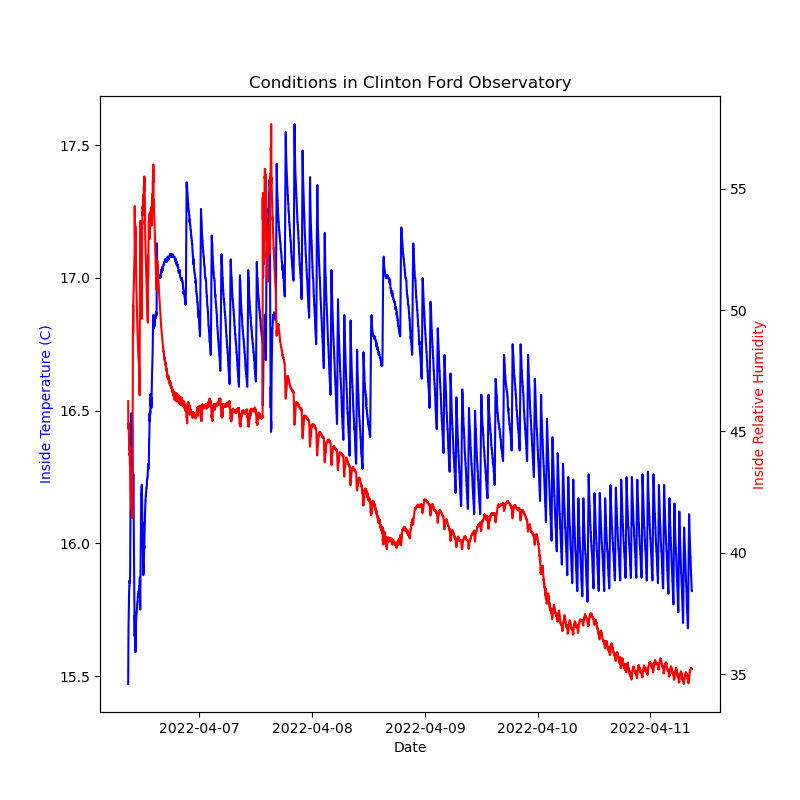 Conditions in Clinton Ford Observatory
17.5
17.0
16.5
16.0
15.5
Inside Temperature (C)
55
50
45
40
35
Inside Relative Humidity
2022-04-07 2022-04-08 2022-04-09 2022-04-10 2022-04-11
Date